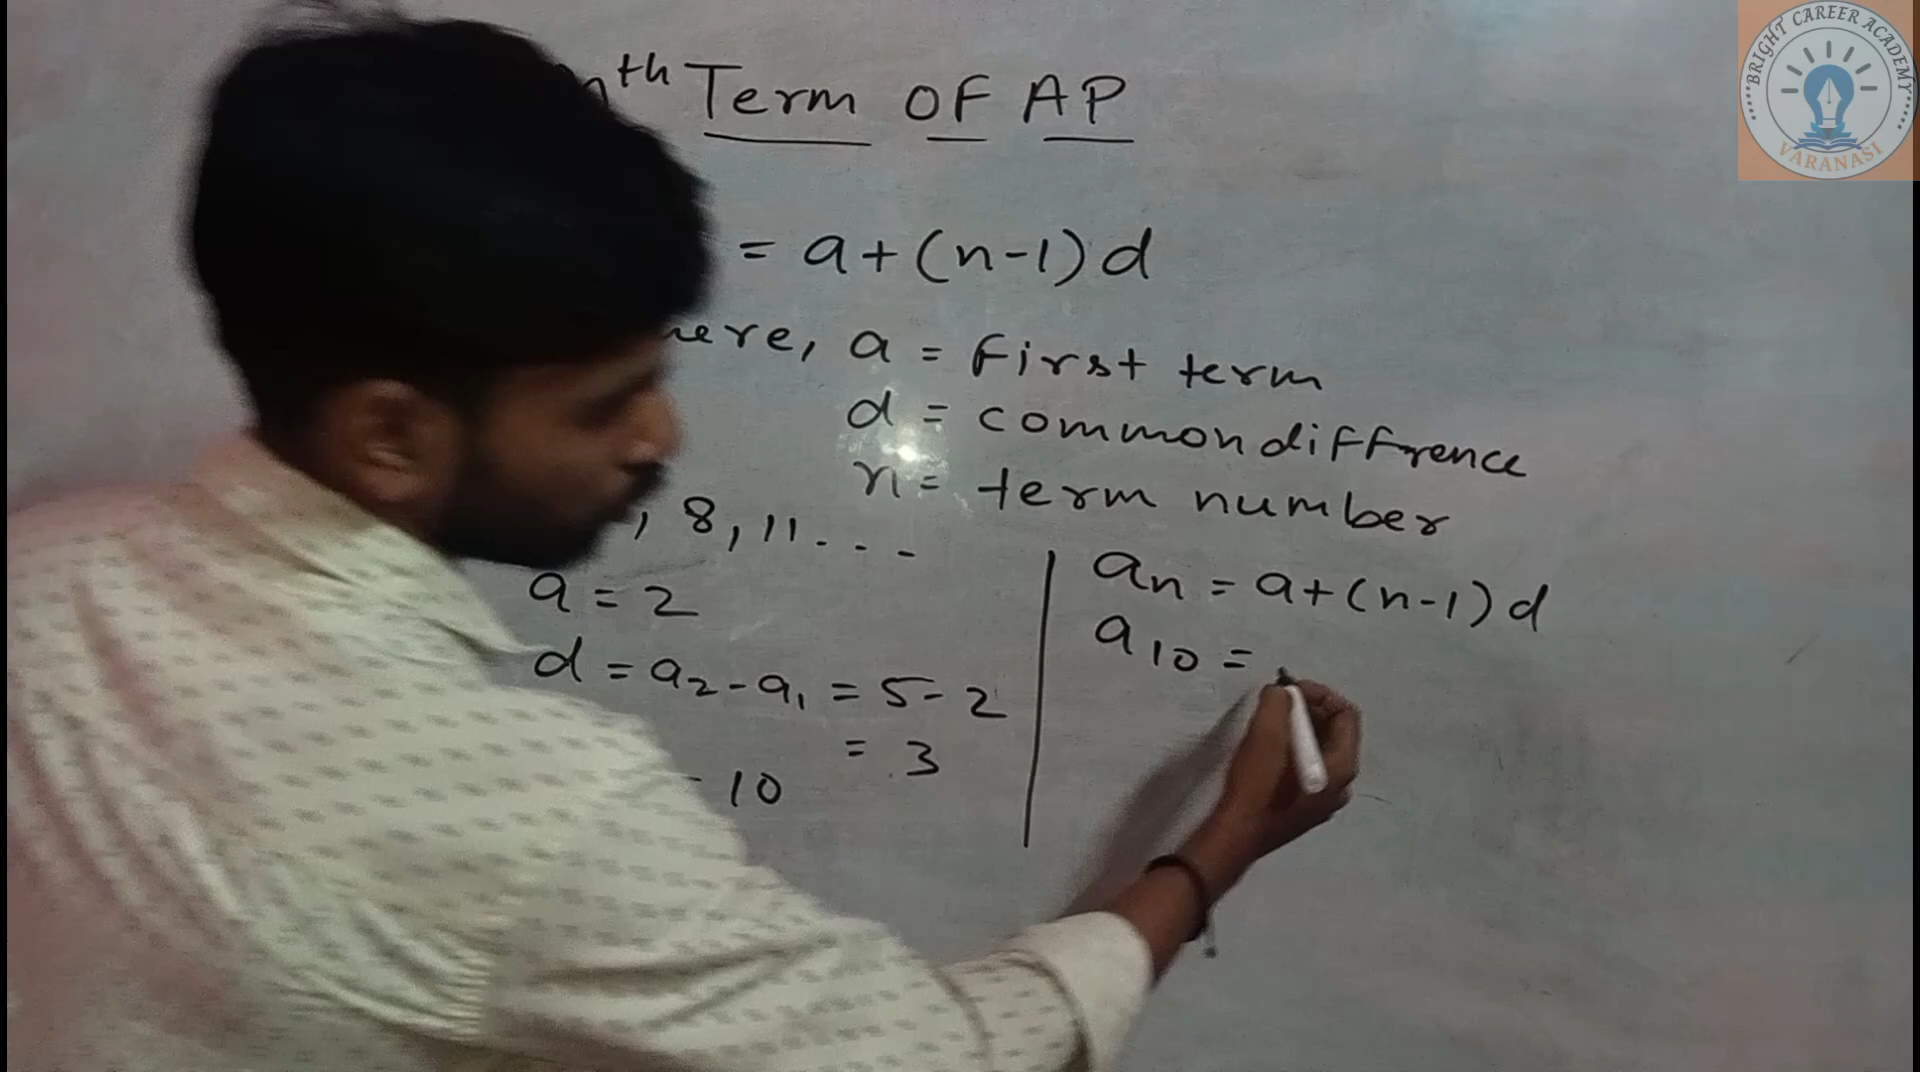 nth Term OF AP
= a+(n-1)d
a = First term
d = common diffrence
n = term number
, 8, 11 . . .
a = 2
d = a2 - a1 = 5 - 2
= 3
10
an = a+(n-1)d
a10 =
BRIGHT CAREER ACADEMY
VARANASI